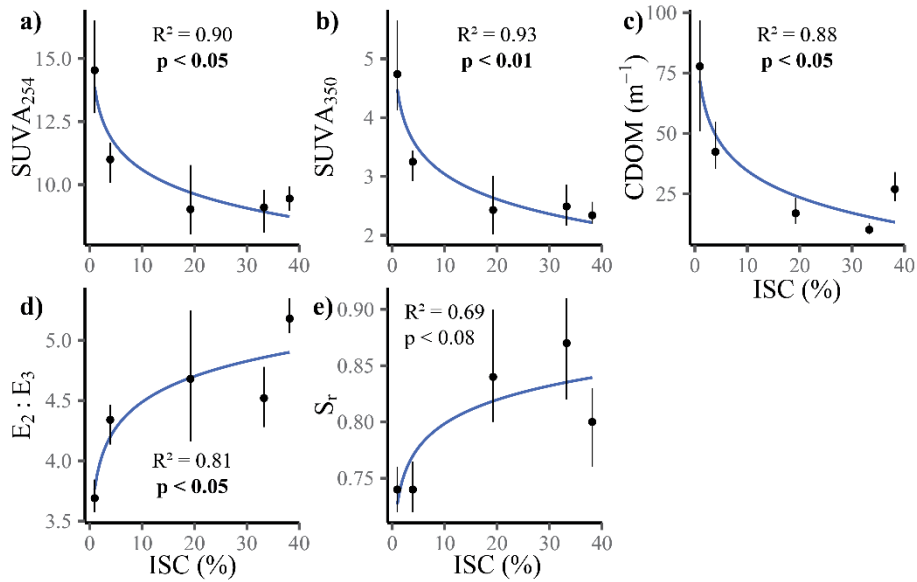 a)
R² = 0.90
p < 0.05
SUVA₂₅₄
15.0
12.5
10.0
0 10 20 30 40
b)
R² = 0.93
p < 0.01
SUVA₃₅₀
5
4
3
2
0 10 20 30 40
c)
R² = 0.88
p < 0.05
CDOM (m⁻¹)
100
75
50
25
0 10 20 30 40
ISC (%)
d)
R² = 0.81
p < 0.05
E₂ : E₃
5.0
4.5
4.0
3.5
0 10 20 30 40
ISC (%)
e)
R² = 0.69
p < 0.08
Sᵣ
0.90
0.85
0.80
0.75
0 10 20 30 40
ISC (%)